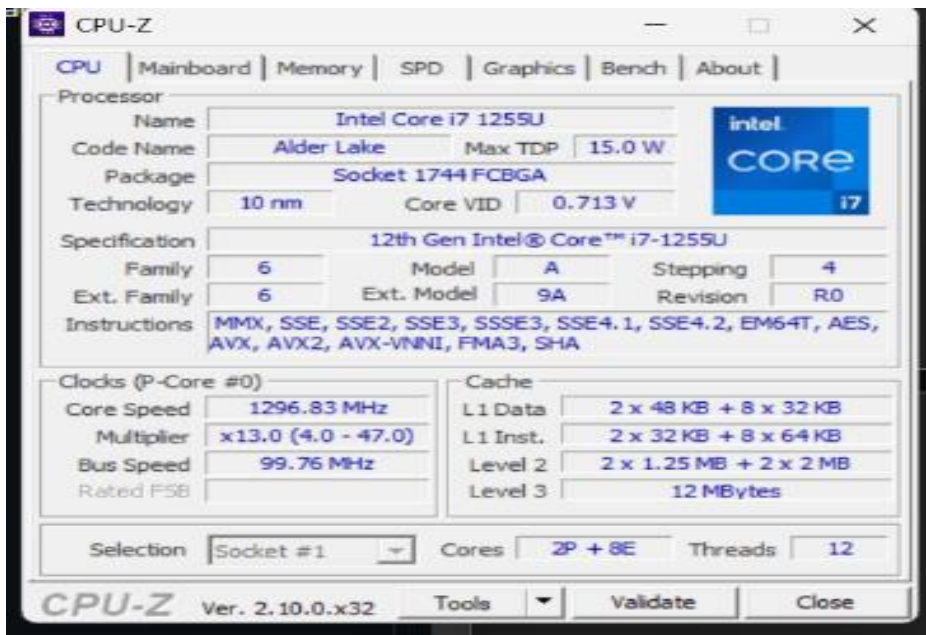 CPU-Z
CPU Mainboard Memory SPD Graphics Bench About
Processor
Name Intel Core i7 1255U
Code Name Alder Lake Max TDP 15.0 W
Package Socket 1744 FCBGA
Technology 10 nm Core VID 0.713 V
intel.
CORE
i7
Specification 12th Gen Intel® Core™ i7-1255U
Family 6 Model A Stepping 4
Ext. Family 6 Ext. Model 9A Revision R0
Instructions MMX, SSE, SSE2, SSE3, SSSE3, SSE4.1, SSE4.2, EM64T, AES,
AVX, AVX2, AVX-VNNI, FMA3, SHA
Clocks (P-Core #0)
Core Speed 1296.83 MHz
Multiplier x13.0 (4.0 - 47.0)
Bus Speed 99.76 MHz
Rated FSB
Cache
L1 Data 2 x 48 KB + 8 x 32 KB
L1 Inst. 2 x 32 KB + 8 x 64 KB
Level 2 2 x 1.25 MB + 2 x 2 MB
Level 3 12 MBytes
Selection Socket #1 Cores 2P + 8E Threads 12
CPU-Z Ver. 2.10.0.x32 Tools Validate Close